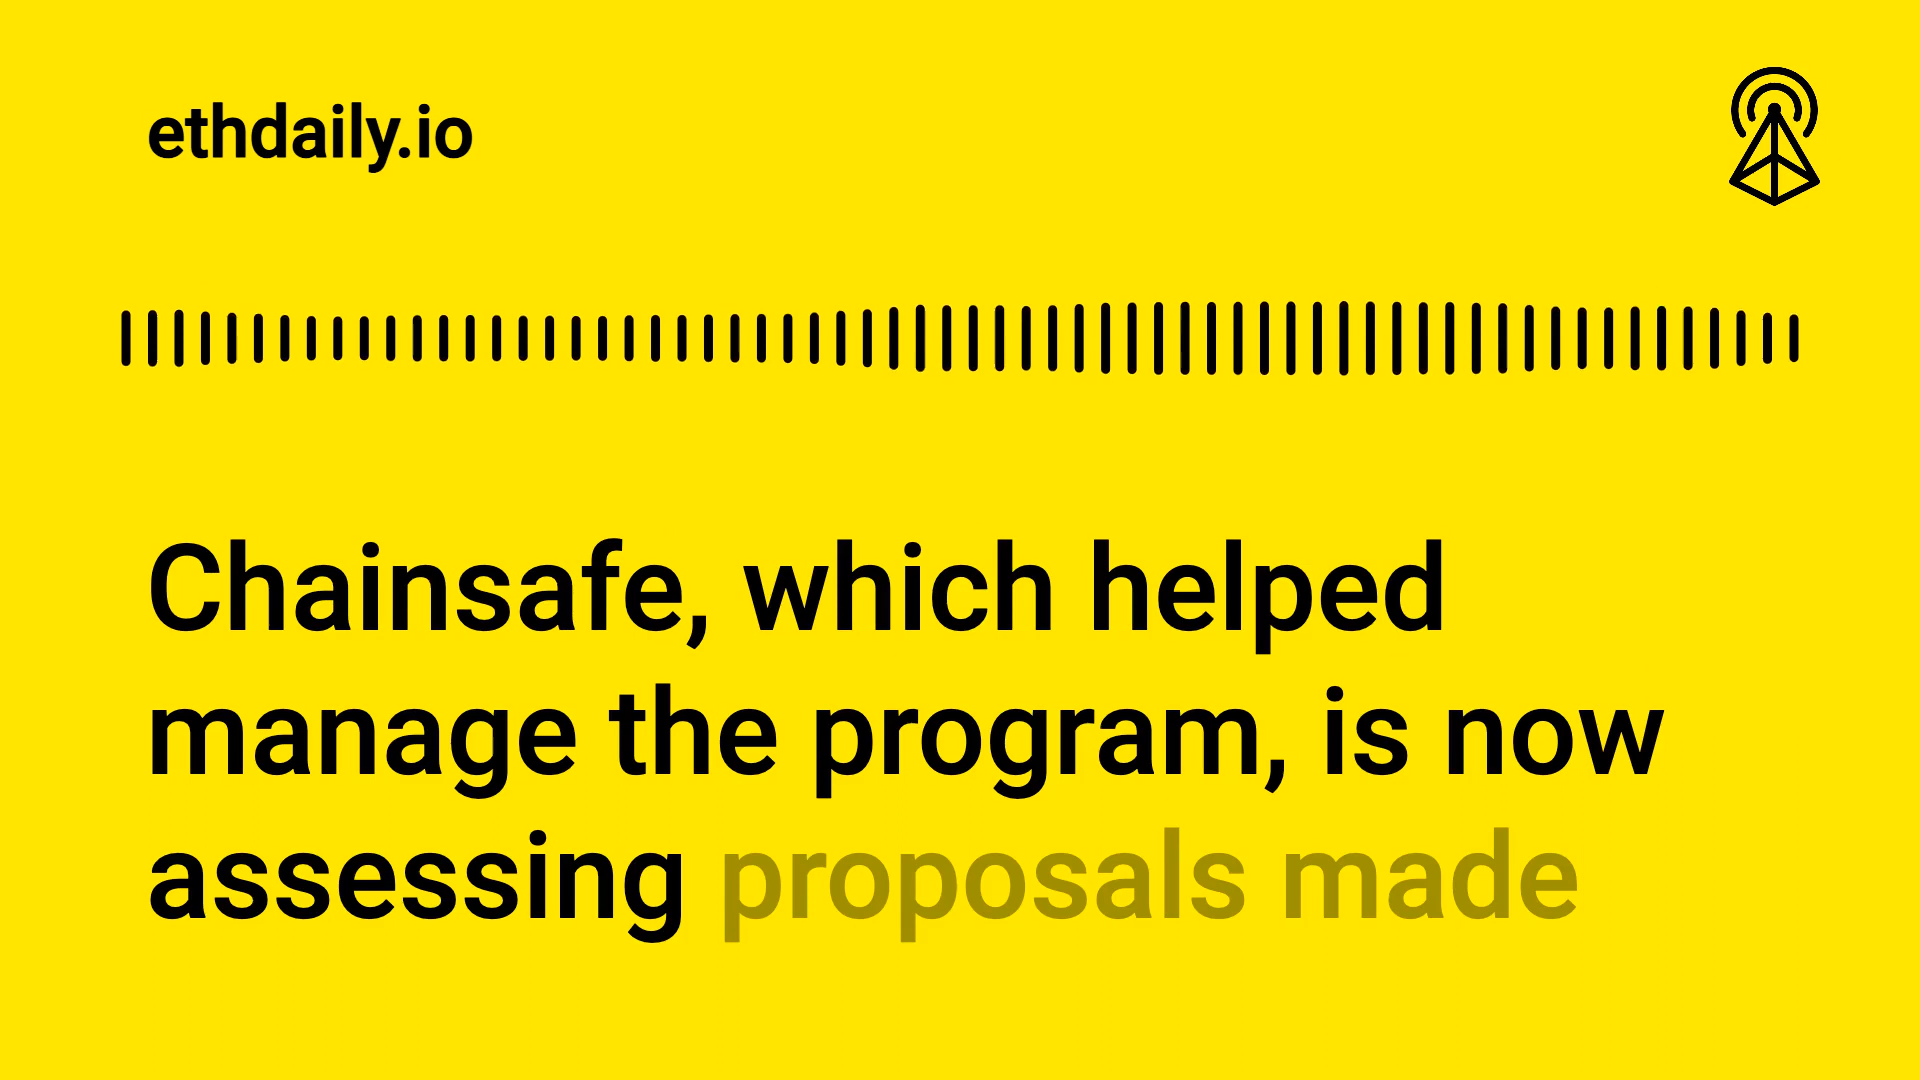 ethdaily.io
Chainsafe, which helped
manage the program, is now
assessing proposals made